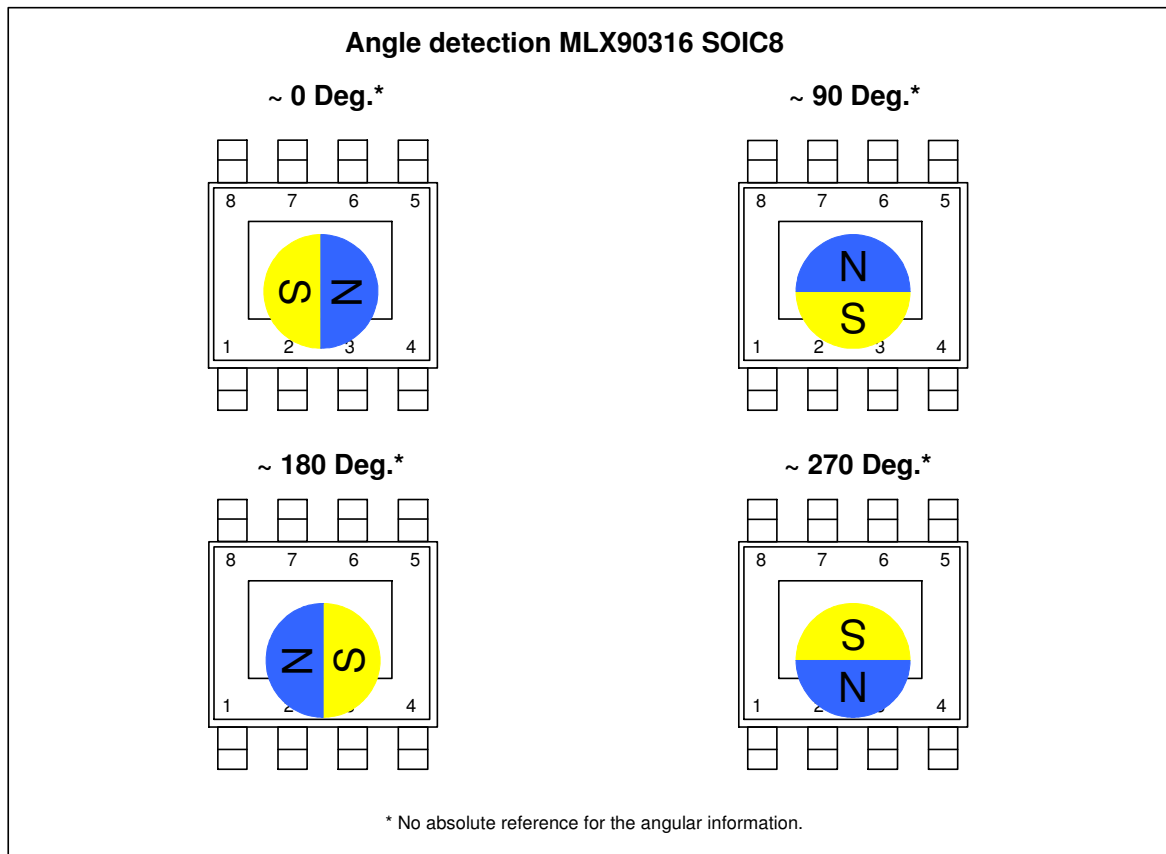 Angle detection MLX90316 SOIC8
~ 0 Deg.*
~ 90 Deg.*
8 7 6 5
8 7 6 5
S N
N
S
1 2 3 4
1 2 3 4
~ 180 Deg.*
~ 270 Deg.*
8 7 6 5
8 7 6 5
N S
S
N
1 2 4
1 4
* No absolute reference for the angular information.